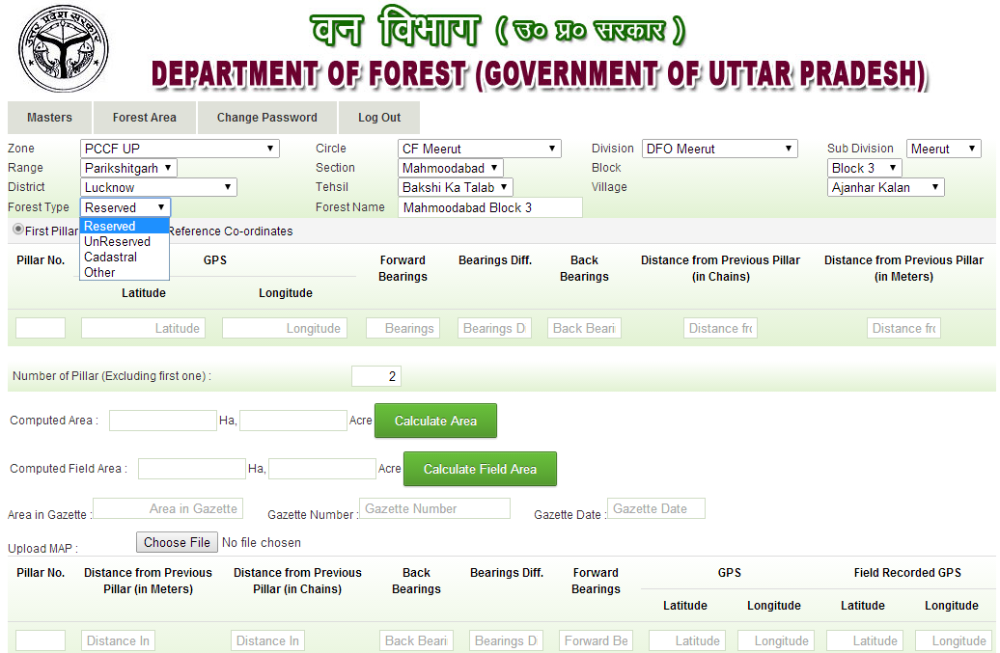 उत्तर प्रदेश सरकार
वन विभाग ( उ० प्र० सरकार )
DEPARTMENT OF FOREST (GOVERNMENT OF UTTAR PRADESH)
Masters Forest Area Change Password Log Out
Zone PCCF UP Circle CF Meerut Division DFO Meerut Sub Division Meerut
Range Parikshitgarh Section Mahmoodabad Block Block 3
District Lucknow Tehsil Bakshi Ka Talab Village Ajanhar Kalan
Forest Type Reserved Forest Name Mahmoodabad Block 3
Reserved
UnReserved
Cadastral
Other
First Pillar Reference Co-ordinates
Pillar No. GPS Forward Bearings Bearings Diff. Back Bearings Distance from Previous Pillar (in Chains) Distance from Previous Pillar (in Meters)
Latitude Longitude
Latitude Longitude Bearings Bearings Di Back Beari Distance fro Distance fro
Number of Pillar (Excluding first one) : 2
Computed Area : Ha, Acre Calculate Area
Computed Field Area : Ha, Acre Calculate Field Area
Area in Gazette : Area in Gazette Gazette Number : Gazette Number Gazette Date : Gazette Date
Upload MAP : Choose File No file chosen
Pillar No. Distance from Previous Pillar (in Meters) Distance from Previous Pillar (in Chains) Back Bearings Bearings Diff. Forward Bearings GPS Field Recorded GPS
Latitude Longitude Latitude Longitude
Distance In Distance In Back Beari Bearings Di Forward Be Latitude Longitude Latitude Longitude